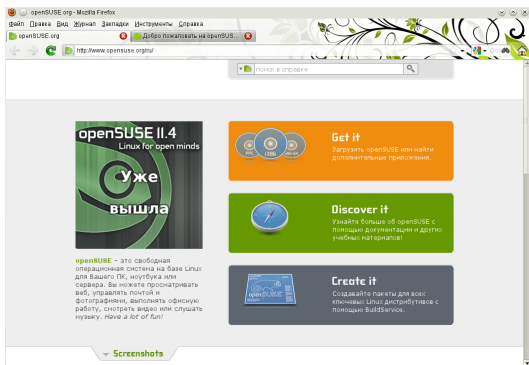 openSUSE.org - Mozilla Firefox
Файл Правка Вид Журнал Закладки Инструменты Справка
openSUSE.org
Добро пожаловать на openSUS...
http://www.opensuse.org/ru/
поиск в справке
openSUSE 11.4
Linux for open minds
Уже
вышла
Get it
Загрузить openSUSE или найти
дополнительные приложения.
Discover it
Узнайте больше об openSUSE с
помощью документации и других
учебных материалов!
Create it
Создавайте пакеты для всех
ключевых Linux дистрибутивов с
помощью BuildService.
openSUSE – это свободная
операционная система на базе Linux
для Вашего ПК, ноутбука или
сервера. Вы можете просматривать
веб, управлять почтой и
фотографиями, выполнять офисную
работу, смотреть видео или слушать
музыку. Have a lot of fun!
Screenshots